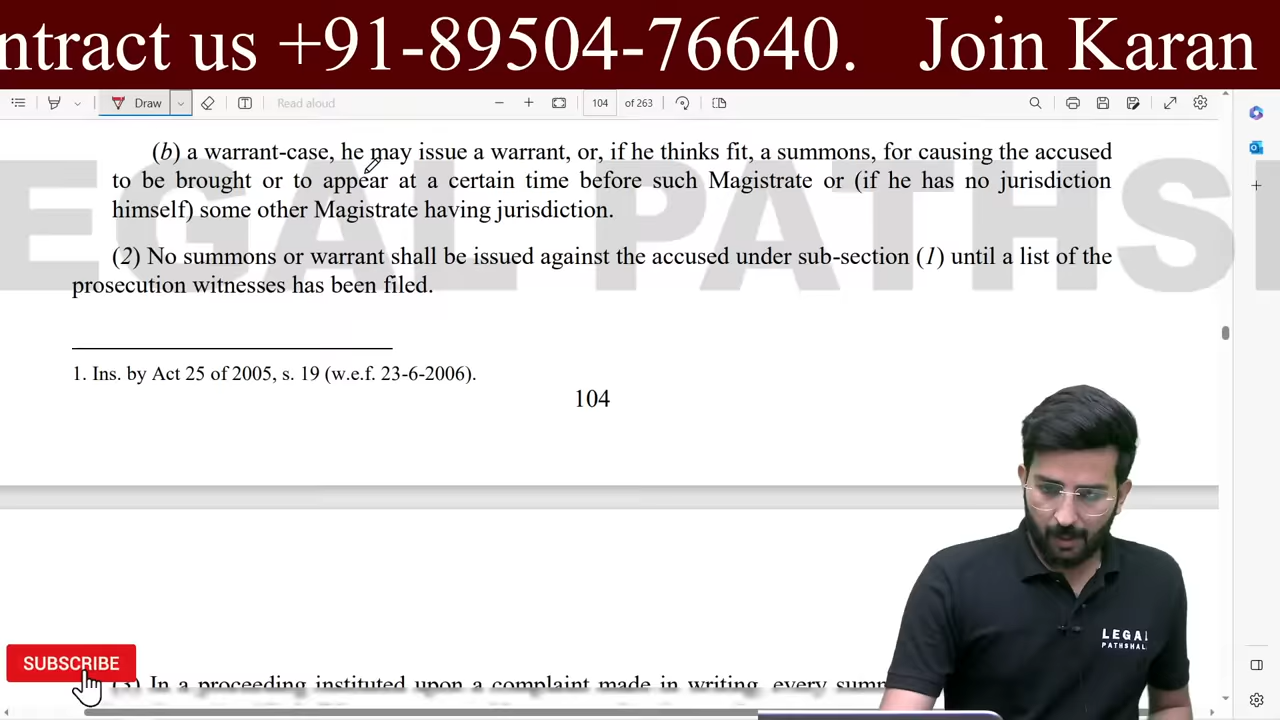 ntract us +91-89504-76640. Join Karan
Draw
Read aloud
104 of 263
(b) a warrant-case, he may issue a warrant, or, if he thinks fit, a summons, for causing the accused
to be brought or to appear at a certain time before such Magistrate or (if he has no jurisdiction
himself) some other Magistrate having jurisdiction.
(2) No summons or warrant shall be issued against the accused under sub-section (1) until a list of the
prosecution witnesses has been filed.
1. Ins. by Act 25 of 2005, s. 19 (w.e.f. 23-6-2006).
104
EGAL PATHS
LEGAL
PATHSHAL
SUBSCRIBE
(3) In a proceeding instituted upon a complaint made in writing, every summ